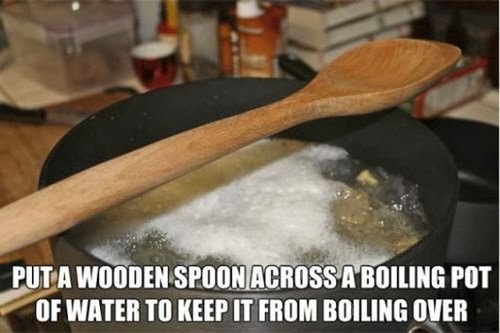 PUT A WOODEN SPOON ACROSS A BOILING POT
OF WATER TO KEEP IT FROM BOILING OVER